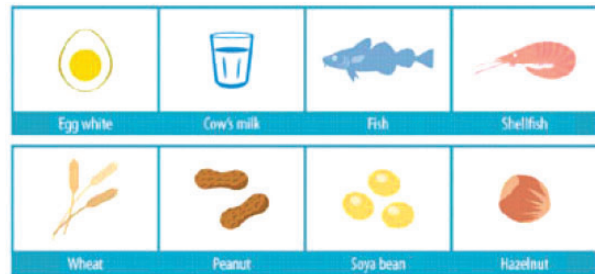 Egg white
Cow's milk
Fish
Shellfish
Wheat
Peanut
Soya bean
Hazelnut